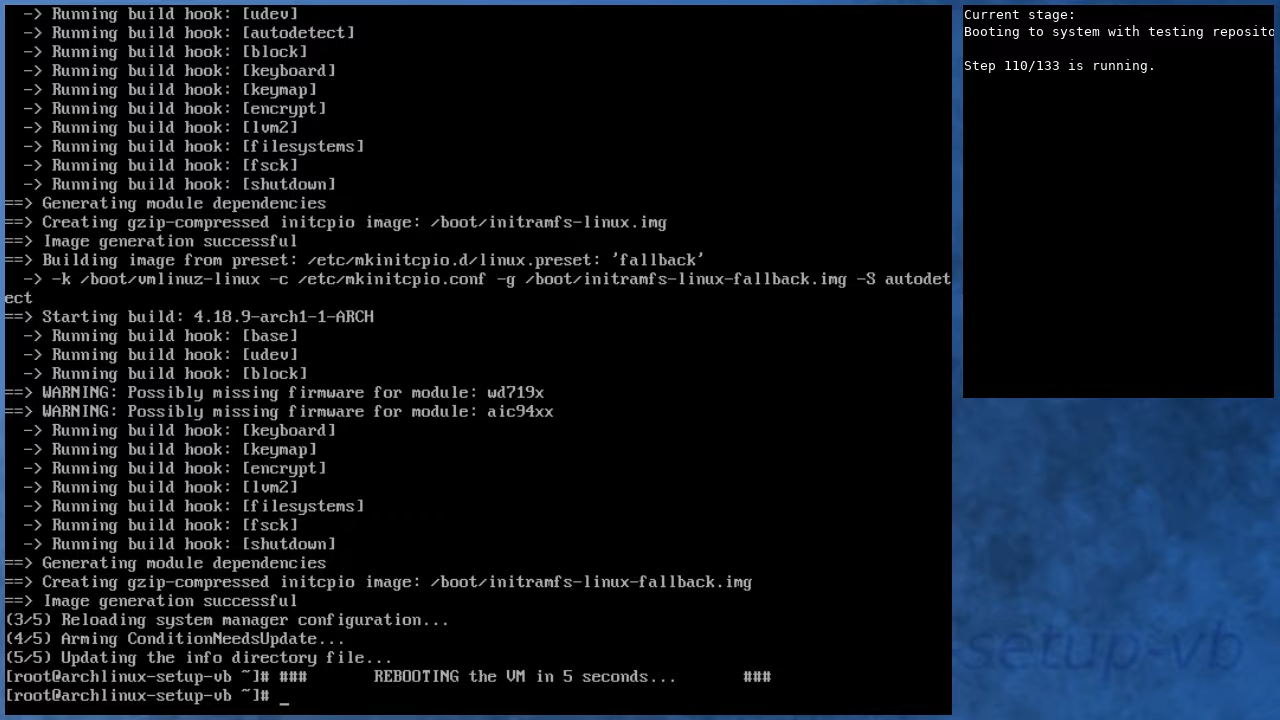 -> Running build hook: [udev]
-> Running build hook: [autodetect]
-> Running build hook: [block]
-> Running build hook: [keyboard]
-> Running build hook: [keymap]
-> Running build hook: [encrypt]
-> Running build hook: [lvm2]
-> Running build hook: [filesystems]
-> Running build hook: [fsck]
-> Running build hook: [shutdown]
==> Generating module dependencies
==> Creating gzip-compressed initcpio image: /boot/initramfs-linux.img
==> Image generation successful
==> Building image from preset: /etc/mkinitcpio.d/linux.preset: 'fallback'
-> -k /boot/vmlinuz-linux -c /etc/mkinitcpio.conf -g /boot/initramfs-linux-fallback.img -S autodet
ect
==> Starting build: 4.18.9-arch1-1-ARCH
-> Running build hook: [base]
-> Running build hook: [udev]
-> Running build hook: [block]
==> WARNING: Possibly missing firmware for module: wd719x
==> WARNING: Possibly missing firmware for module: aic94xx
-> Running build hook: [keyboard]
-> Running build hook: [keymap]
-> Running build hook: [encrypt]
-> Running build hook: [lvm2]
-> Running build hook: [filesystems]
-> Running build hook: [fsck]
-> Running build hook: [shutdown]
==> Generating module dependencies
==> Creating gzip-compressed initcpio image: /boot/initramfs-linux-fallback.img
==> Image generation successful
(3/5) Reloading system manager configuration...
(4/5) Arming ConditionNeedsUpdate...
(5/5) Updating the info directory file...
[root@archlinux-setup-vb ~]# ### REBOOTING the VM in 5 seconds... ###
[root@archlinux-setup-vb ~]# _
Current stage:
Booting to system with testing reposito
Step 110/133 is running.
-setup-vb